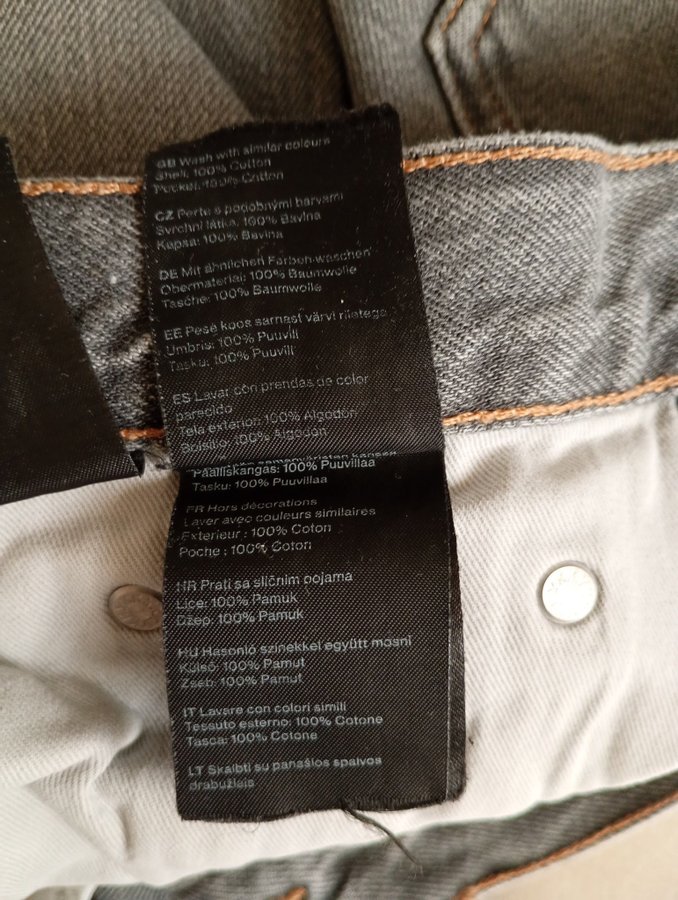 GB Wash with similar colours
Shell: 100% Cotton
Pocket: 100% Cotton
CZ Perte s podobnými barvami
Svrchní látka: 100% Bavlna
Kapsa: 100% Bavlna
DE Mit ähnlichen Farben waschen
Obermaterial: 100% Baumwolle
Tasche: 100% Baumwolle
EE Pese koos sarnast värvi riietega
Umbris: 100% Puuvill
Tasku: 100% Puuvill
ES Lavar con prendas de color
parecido
Tela exterior: 100% Algodón
Bolsillo: 100% Algodón
Päälliskangas: 100% Puuvillaa
Tasku: 100% Puuvillaa
FR Hors décorations
Laver avec couleurs similaires
Exterieur : 100% Coton
Poche : 100% Coton
HR Prati sa sličnim bojama
Lice: 100% Pamuk
Džep: 100% Pamuk
HU Hasonló színekkel együtt mosni
Külső: 100% Pamut
Zseb: 100% Pamut
IT Lavare con colori simili
Tessuto esterno: 100% Cotone
Tasca: 100% Cotone
LT Skalbti su panašios spalvos
drabužiais